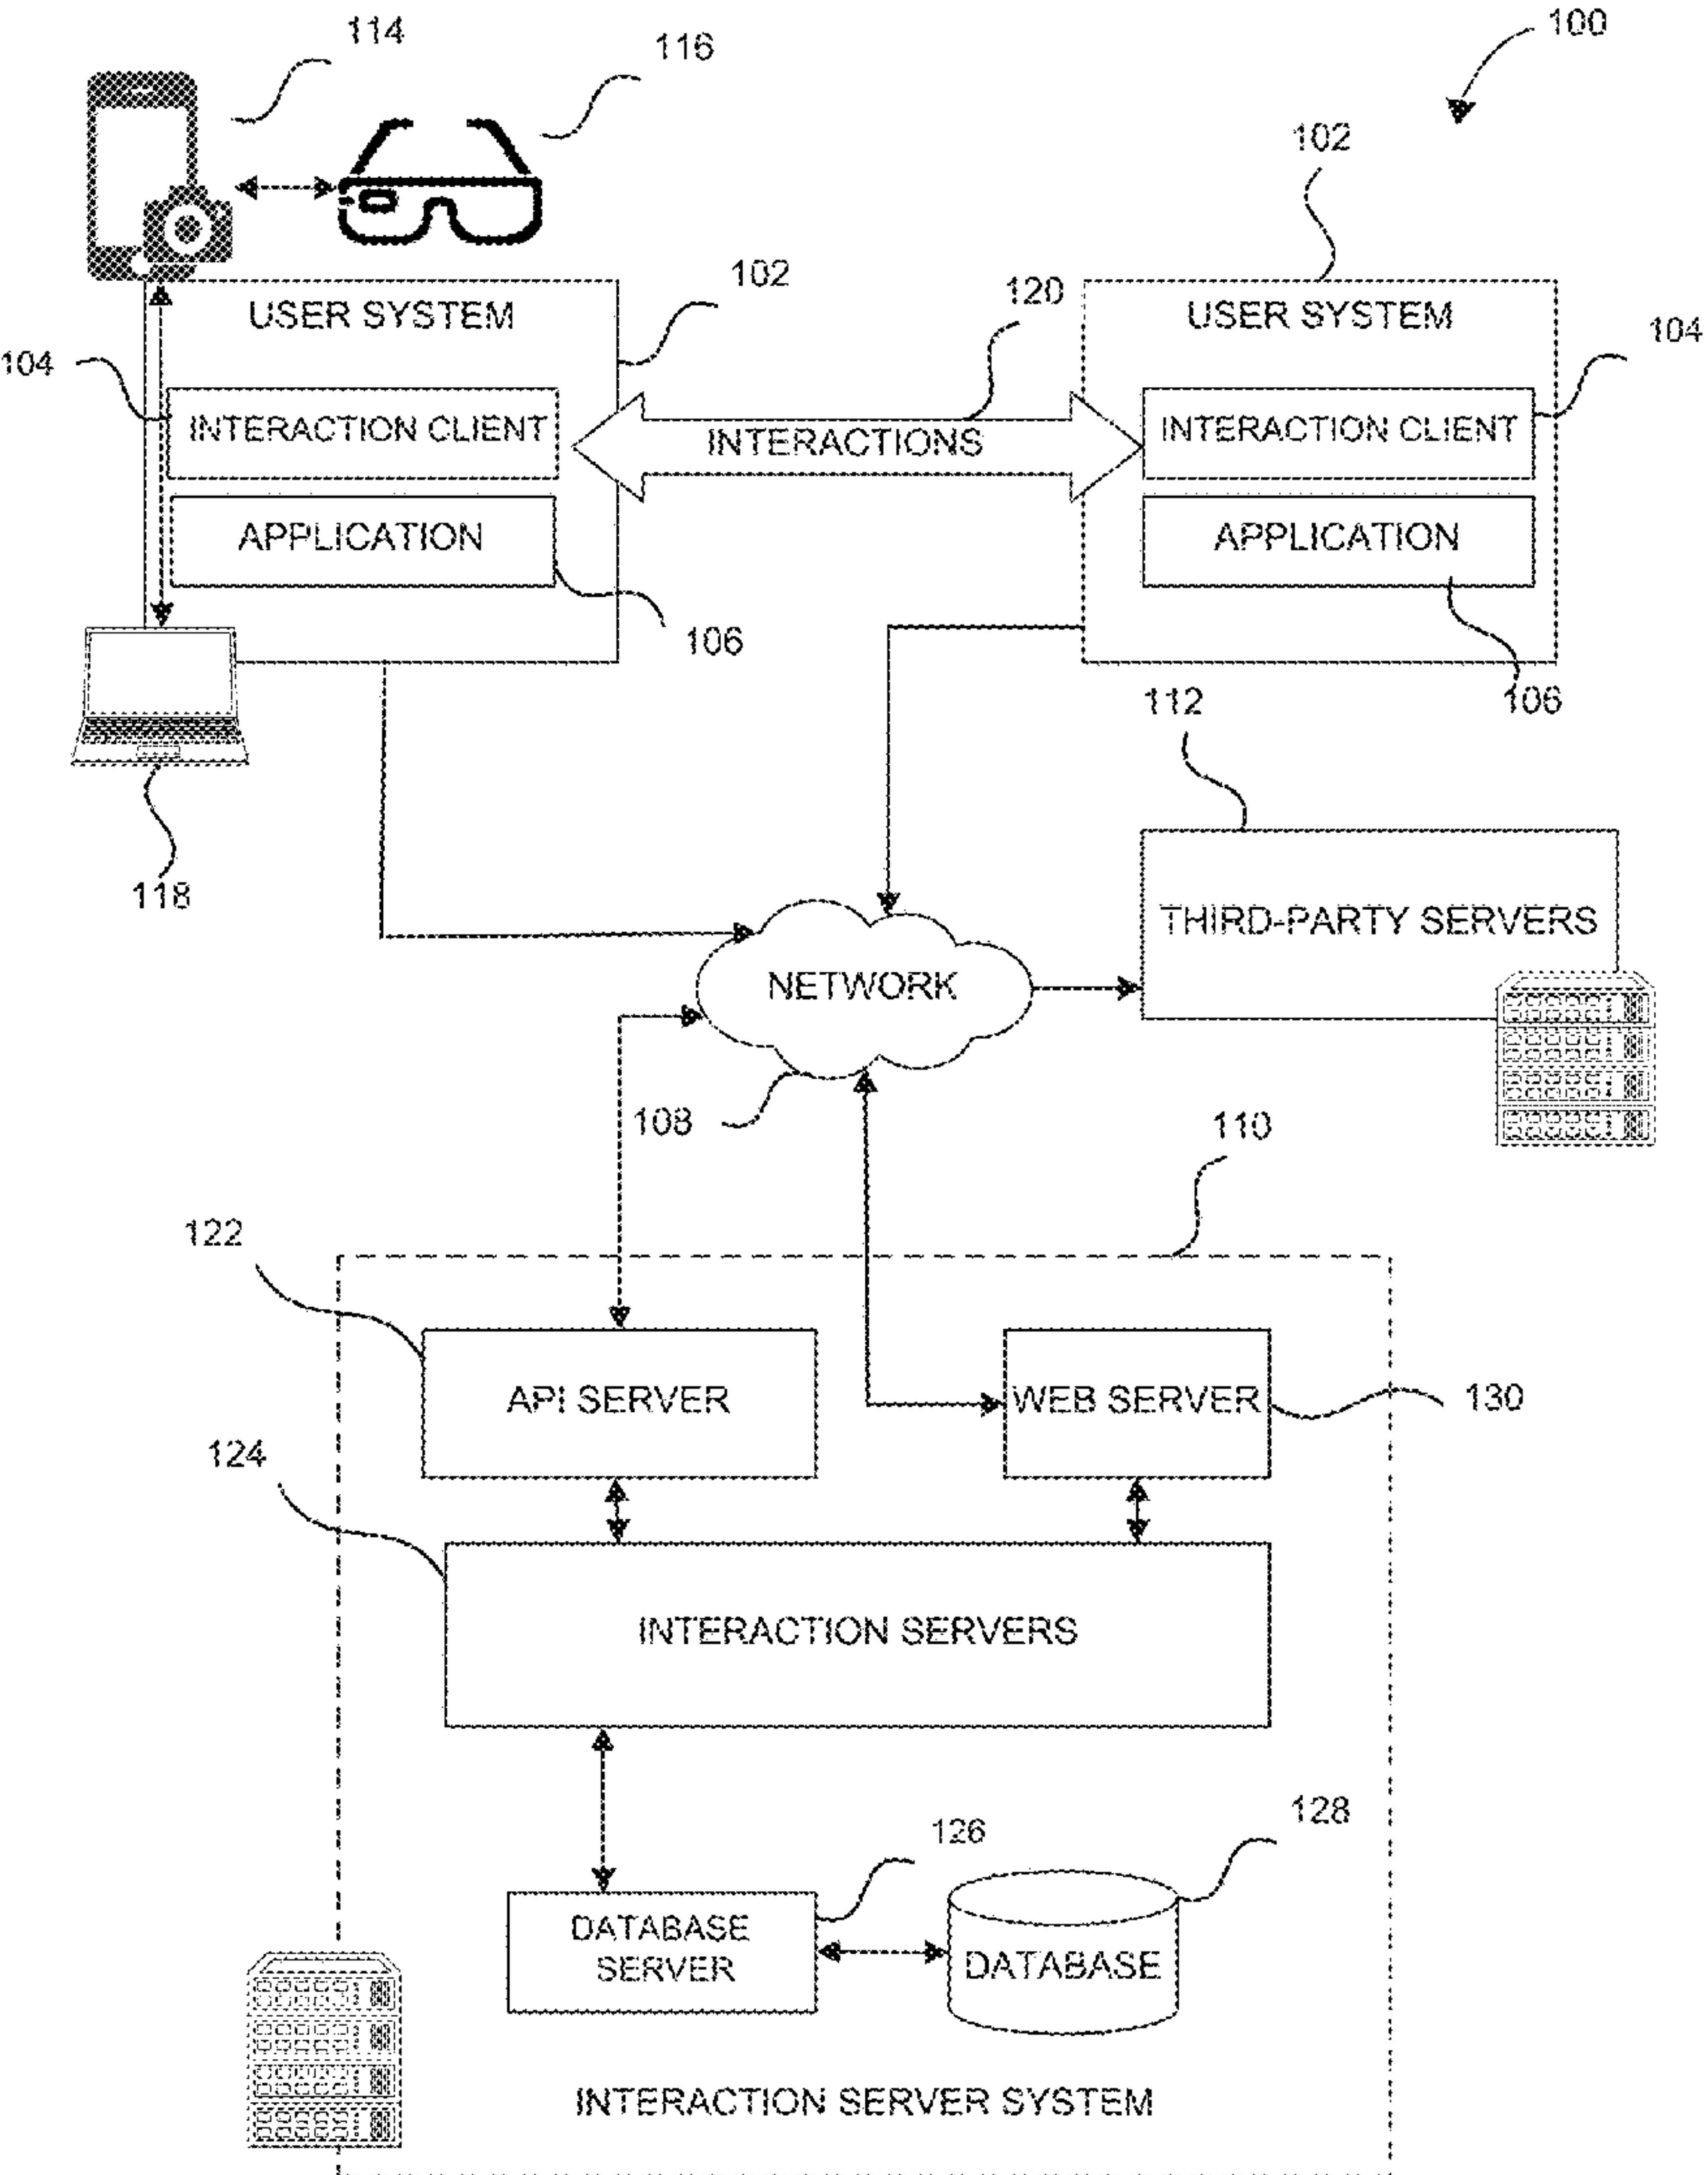 114
116
100
102
102
120
USER SYSTEM
USER SYSTEM
104
104
INTERACTION CLIENT
INTERACTIONS
INTERACTION CLIENT
APPLICATION
APPLICATION
106
106
112
118
THIRD-PARTY SERVERS
NETWORK
108
110
122
API SERVER
WEB SERVER
130
124
INTERACTION SERVERS
126
128
DATABASE
SERVER
DATABASE
INTERACTION SERVER SYSTEM